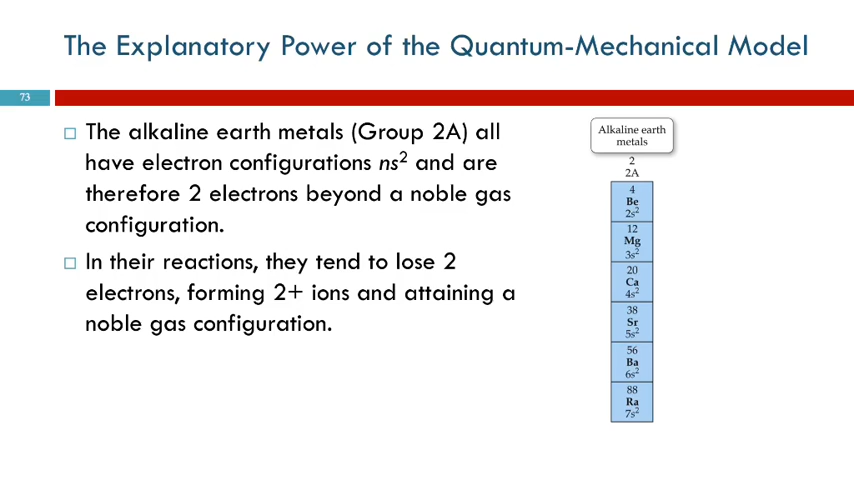 The Explanatory Power of the Quantum-Mechanical Model
73
□ The alkaline earth metals (Group 2A) all
have electron configurations ns² and are
therefore 2 electrons beyond a noble gas
configuration.
□ In their reactions, they tend to lose 2
electrons, forming 2+ ions and attaining a
noble gas configuration.
Alkaline earth
metals
2
2A
4
Be
2s²
12
Mg
3s²
20
Ca
4s²
38
Sr
5s²
56
Ba
6s²
88
Ra
7s²